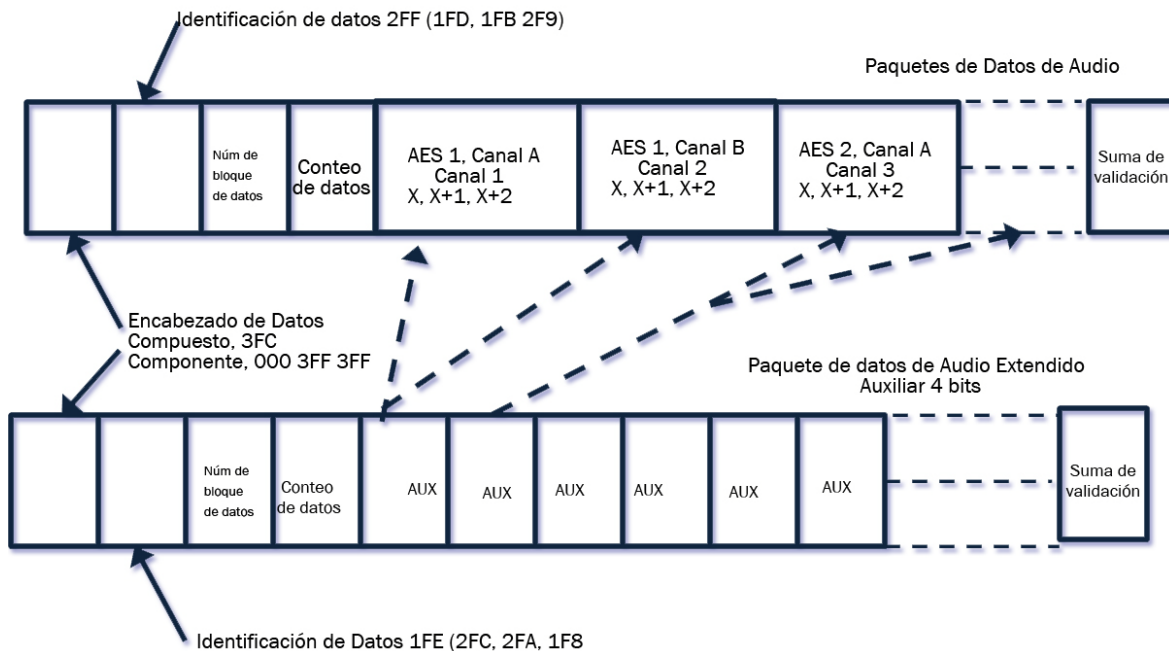 Identificación de datos 2FF (1FD, 1FB 2F9)
Paquetes de Datos de Audio
Núm de
bloque
de datos
Conteo
de datos
AES 1, Canal A
Canal 1
X, X+1, X+2
AES 1, Canal B
Canal 2
X, X+1, X+2
AES 2, Canal A
Canal 3
X, X+1, X+2
Suma de
validación
Encabezado de Datos
Compuesto, 3FC
Componente, 000 3FF 3FF
Paquete de datos de Audio Extendido
Auxiliar 4 bits
Núm de
bloque
de datos
Conteo
de datos
AUX
AUX
AUX
AUX
AUX
AUX
Suma de
validación
Identificación de Datos 1FE (2FC, 2FA, 1F8